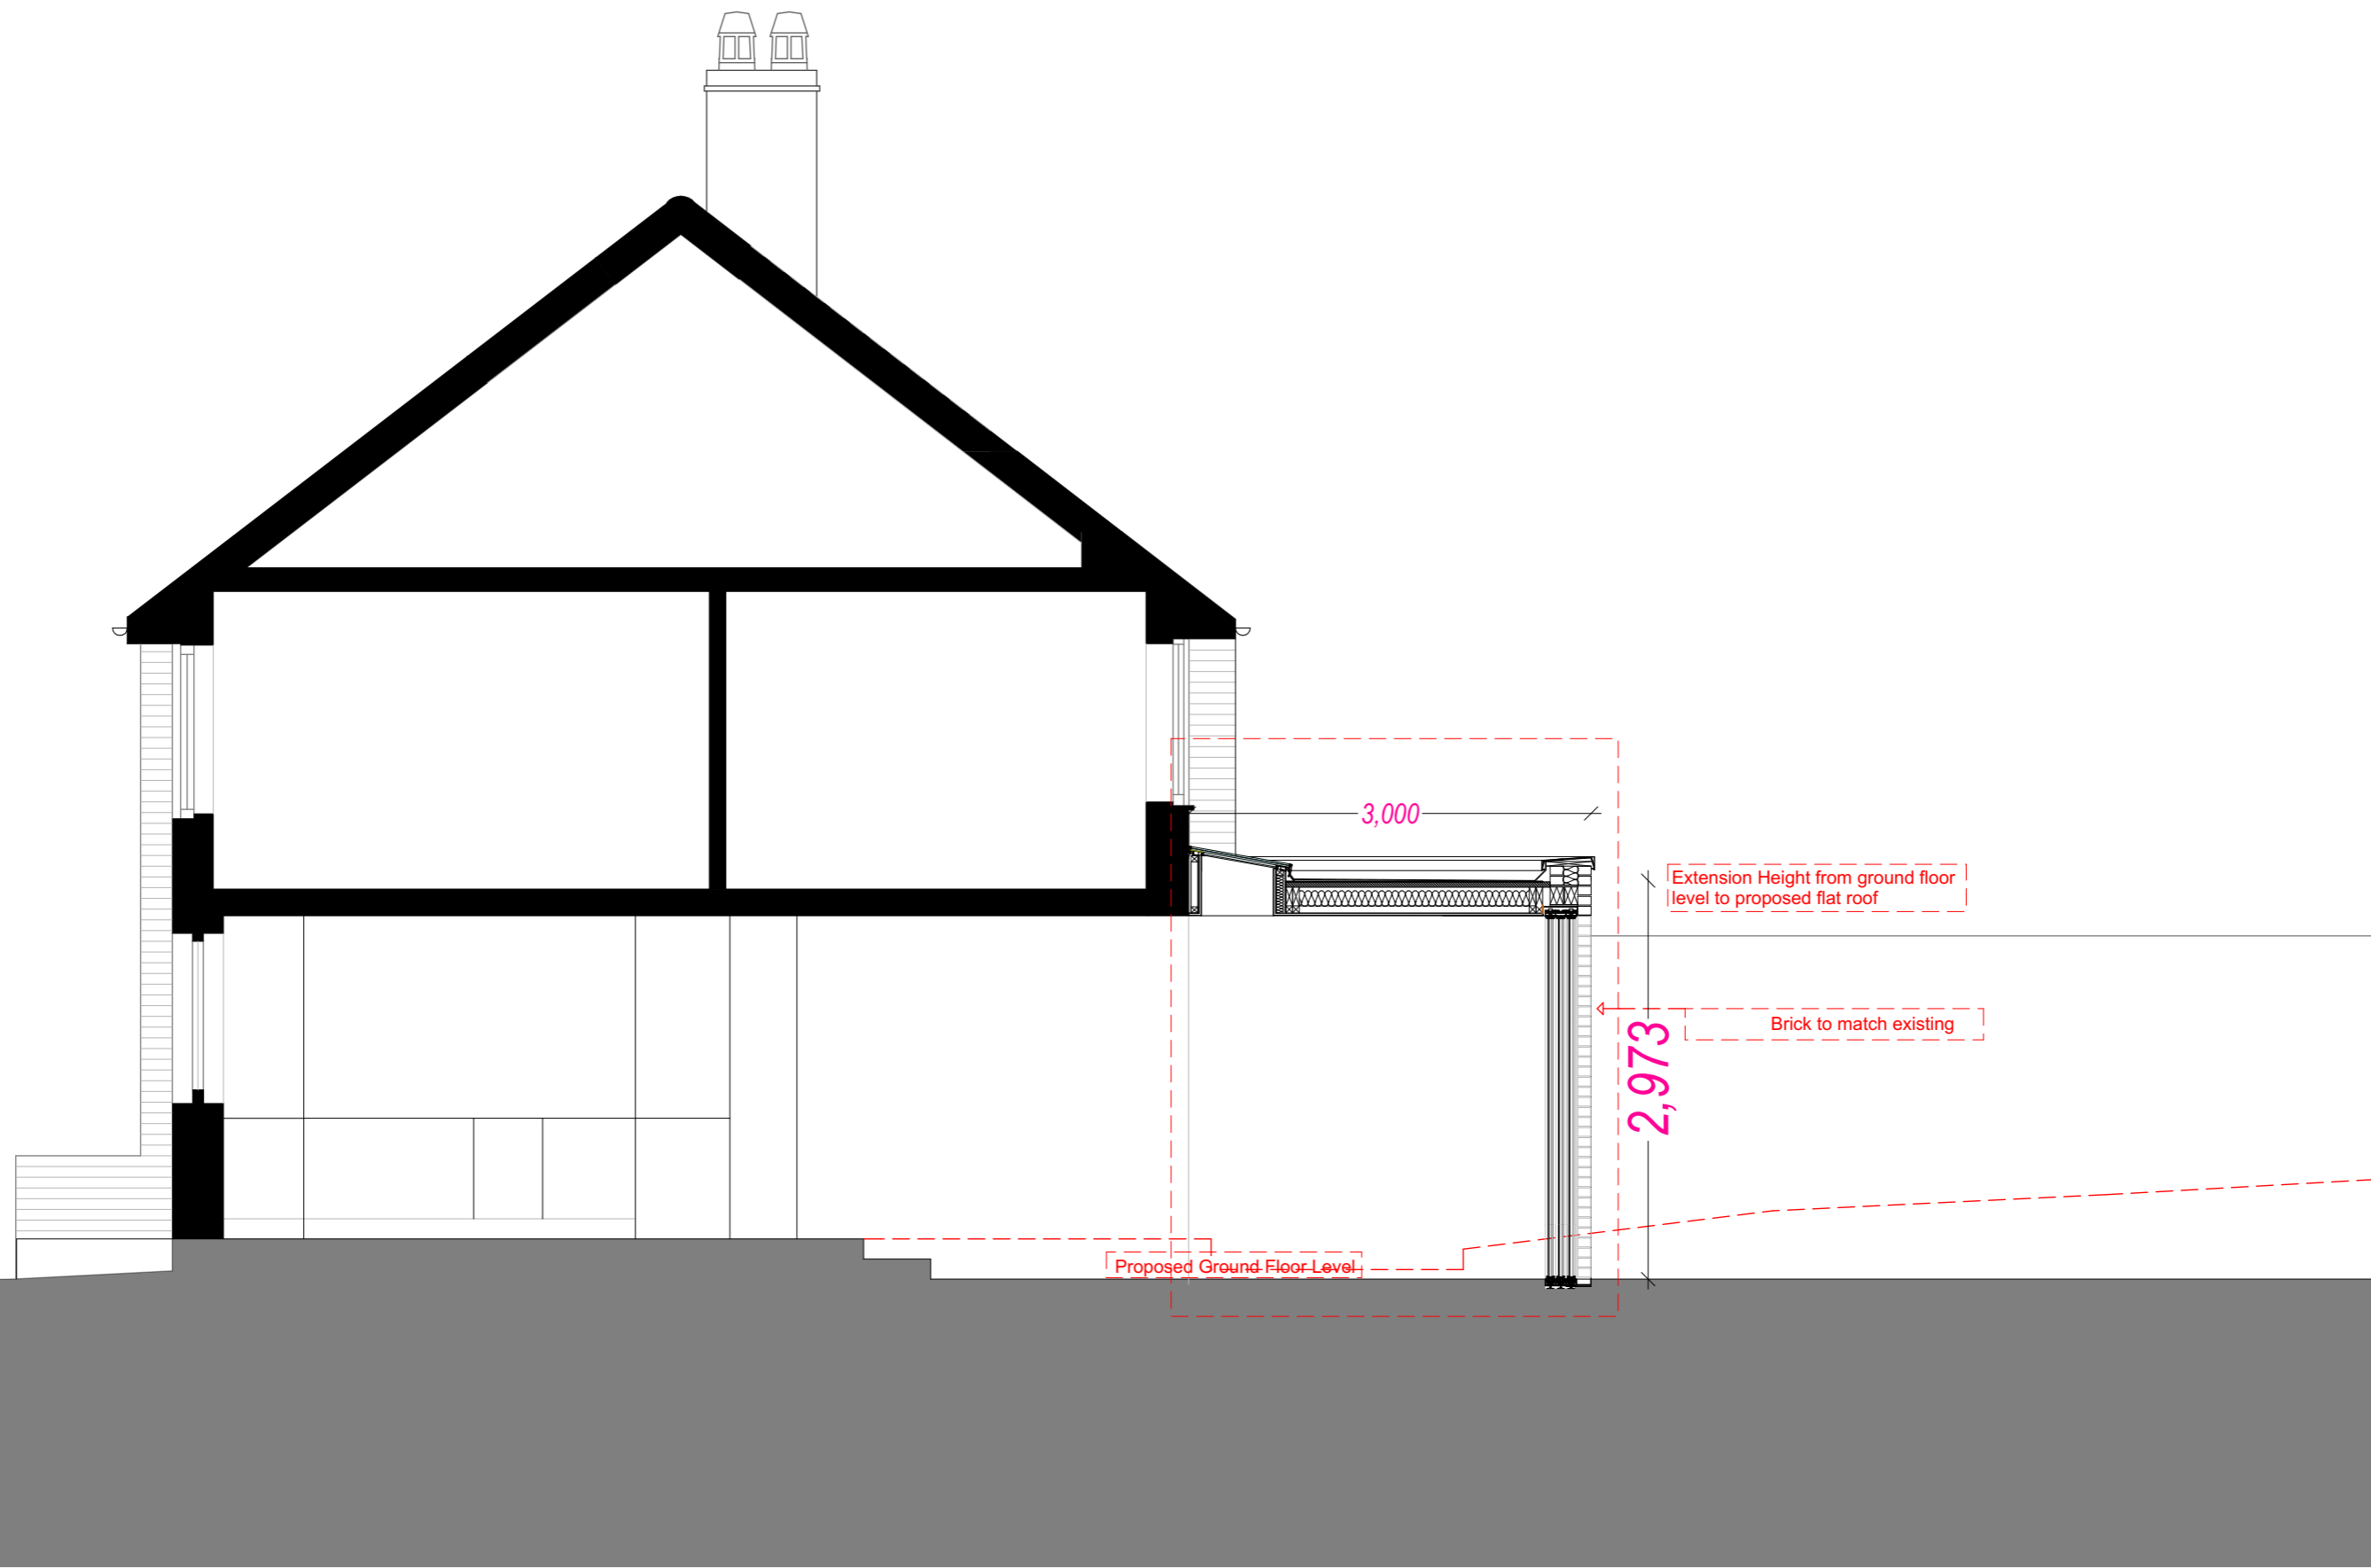 3,000
Extension Height from ground floor
level to proposed flat roof
Brick to match existing
2,973
Proposed Ground Floor Level